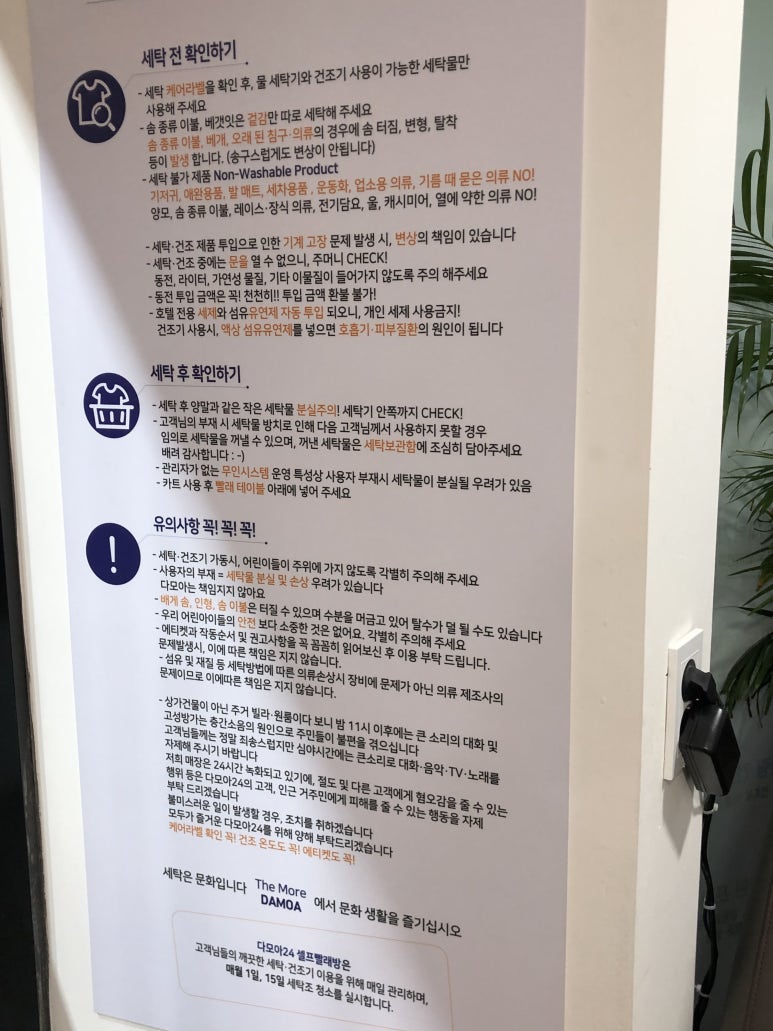 세탁 전 확인하기
- 세탁 케어라벨을 확인 후, 물 세탁기와 건조기 사용이 가능한 세탁물만
사용해 주세요
- 솜 종류 이불, 베갯잇은 겉감만 따로 세탁해 주세요
솜 종류 이불, 베개, 오래 된 침구·의류의 경우에 솜 터짐, 변형, 탈착
등이 발생 합니다. (송구스럽게도 변상이 안됩니다)
- 세탁 불가 제품 Non-Washable Product
기저귀, 애완용품, 발 매트, 세차용품 , 운동화, 업소용 의류, 기름 때 묻은 의류 NO!
양모, 솜 종류 이불, 레이스·장식 의류, 전기담요, 울, 캐시미어, 열에 약한 의류 NO!
- 세탁·건조 제품 투입으로 인한 기계 고장 문제 발생 시, 변상의 책임이 있습니다
- 세탁·건조 중에는 문을 열 수 없으니, 주머니 CHECK!
동전, 라이터, 가연성 물질, 기타 이물질이 들어가지 않도록 주의 해주세요
- 동전 투입 금액은 꼭! 천천히!! 투입 금액 환불 불가!
- 호텔 전용 세제와 섬유유연제 자동 투입 되오니, 개인 세제 사용금지!
건조기 사용시, 액상 섬유유연제를 넣으면 호흡기·피부질환의 원인이 됩니다
세탁 후 확인하기
- 세탁 후 양말과 같은 작은 세탁물 분실주의! 세탁기 안쪽까지 CHECK!
- 고객님의 부재 시 세탁물 방치로 인해 다음 고객님께서 사용하지 못할 경우
임의로 세탁물을 꺼낼 수 있으며, 꺼낸 세탁물은 세탁보관함에 조심히 담아주세요
배려 감사합니다 : -)
- 관리자가 없는 무인시스템 운영 특성상 사용자 부재시 세탁물이 분실될 우려가 있음
- 카트 사용 후 빨래 테이블 아래에 넣어 주세요
유의사항 꼭! 꼭! 꼭!
- 세탁·건조기 가동시, 어린이들이 주위에 가지 않도록 각별히 주의해 주세요
- 사용자의 부재 = 세탁물 분실 및 손상 우려가 있습니다
다모아는 책임지지 않아요
- 배게 솜, 인형, 솜 이불은 터질 수 있으며 수분을 머금고 있어 탈수가 덜 될 수도 있습니다
- 우리 어린아이들의 안전 보다 소중한 것은 없어요. 각별히 주의해 주세요
- 에티켓과 작동순서 및 권고사항을 꼭 꼼꼼히 읽어보신 후 이용 부탁 드립니다.
문제발생시, 이에 따른 책임은 지지 않습니다.
- 섬유 및 재질 등 세탁방법에 따른 의류손상시 장비에 문제가 아닌 의류 제조사의
문제이므로 이에따른 책임은 지지 않습니다.
- 상가건물이 아닌 주거 빌라·원룸이다 보니 밤 11시 이후에는 큰 소리의 대화 및
고성방가는 층간소음의 원인으로 주민들이 불편을 겪으십니다
고객님들께는 정말 죄송스럽지만 심야시간에는 큰소리로 대화·음악·TV·노래를
자제해 주시기 바랍니다
저희 매장은 24시간 녹화되고 있기에, 절도 및 다른 고객에게 혐오감을 줄 수 있는
행위 등은 다모아24의 고객, 인근 거주민에게 피해를 줄 수 있는 행동을 자제
부탁 드리겠습니다
불미스러운 일이 발생할 경우, 조치를 취하겠습니다
모두가 즐거운 다모아24를 위해 양해 부탁드리겠습니다
케어라벨 확인 꼭! 건조 온도도 꼭! 에티켓도 꼭!
세탁은 문화입니다 The More DAMOA 에서 문화 생활을 즐기십시오
다모아24 셀프빨래방은
고객님들의 깨끗한 세탁·건조기 이용을 위해 매일 관리하며,
매월 1일, 15일 세탁조 청소를 실시합니다.